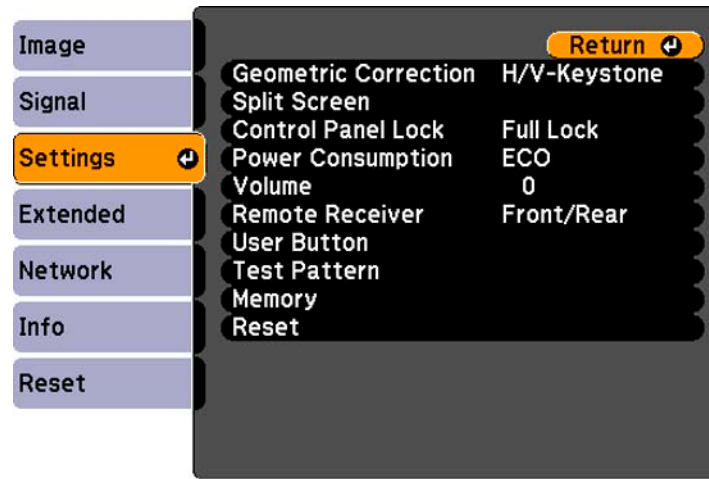 Image
Signal
Settings
Extended
Network
Info
Reset
Return
Geometric Correction H/V-Keystone
Split Screen
Control Panel Lock Full Lock
Power Consumption ECO
Volume 0
Remote Receiver Front/Rear
User Button
Test Pattern
Memory
Reset